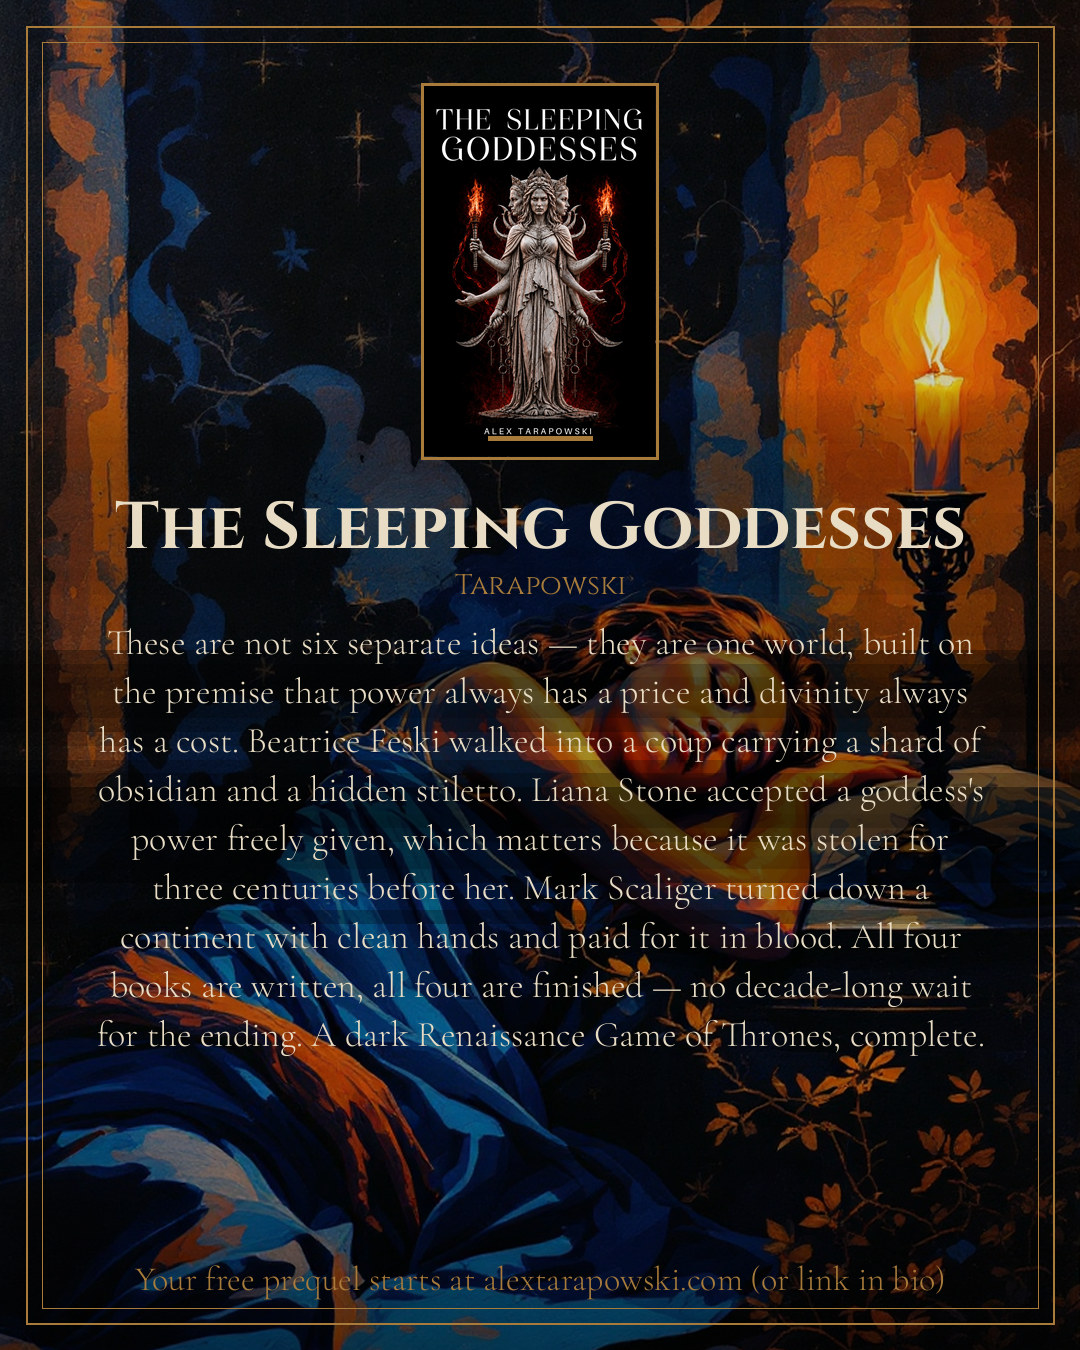 THE SLEEPING
GODDESSES
ALEX TARAPOWSKI
The Sleeping Goddesses
Tarapowski
These are not six separate ideas — they are one world, built on
the premise that power always has a price and divinity always
has a cost. Beatrice Feski walked into a coup carrying a shard of
obsidian and a hidden stiletto. Liana Stone accepted a goddess's
power freely given, which matters because it was stolen for
three centuries before her. Mark Scaliger turned down a
continent with clean hands and paid for it in blood. All four
books are written, all four are finished — no decade-long wait
for the ending. A dark Renaissance Game of Thrones, complete.
Your free prequel starts at alextarapowski.com (or link in bio)